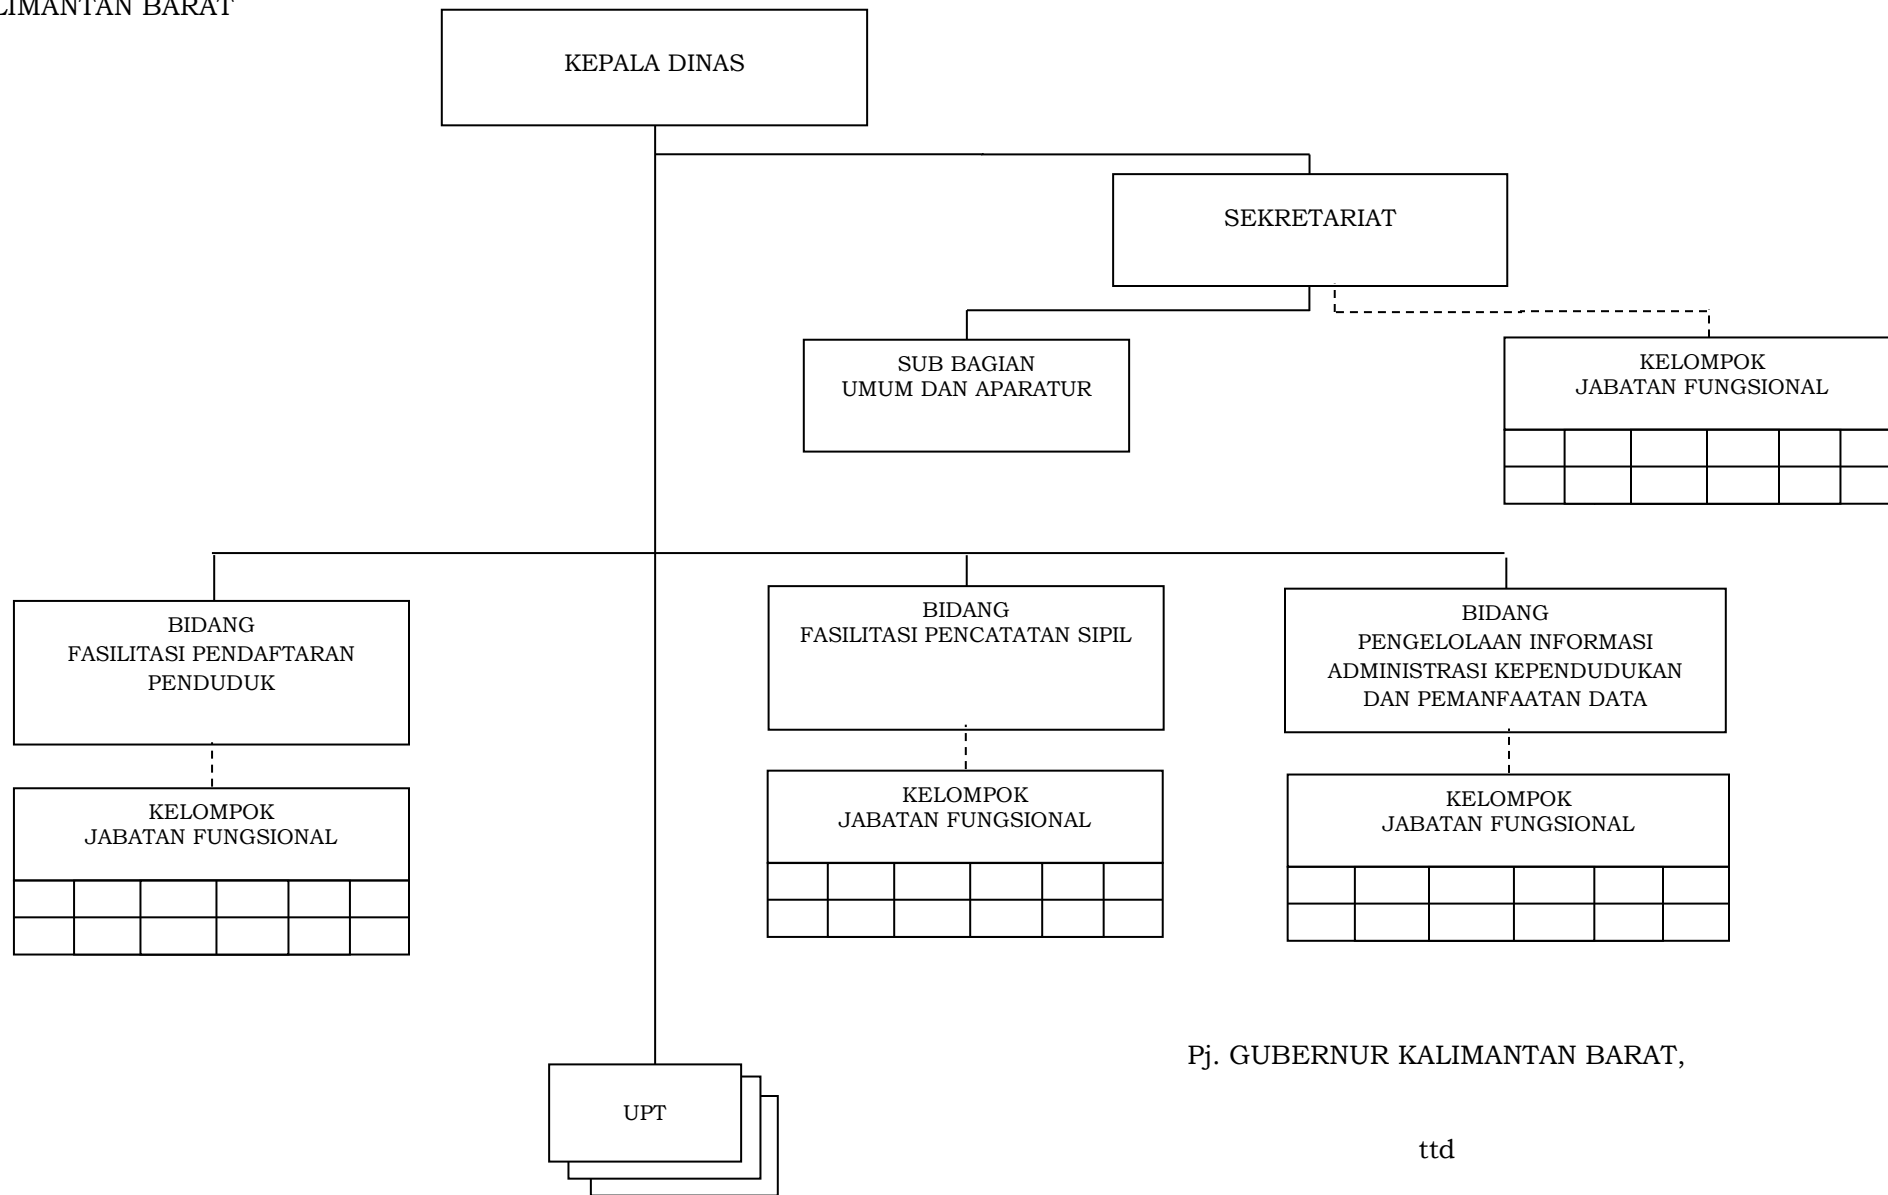 KALIMANTAN BARAT
KEPALA DINAS
SEKRETARIAT
SUB BAGIAN
UMUM DAN APARATUR
KELOMPOK
JABATAN FUNGSIONAL
BIDANG
FASILITASI PENDAFTARAN
PENDUDUK
BIDANG
FASILITASI PENCATATAN SIPIL
BIDANG
PENGELOLAAN INFORMASI
ADMINISTRASI KEPENDUDUKAN
DAN PEMANFAATAN DATA
KELOMPOK
JABATAN FUNGSIONAL
KELOMPOK
JABATAN FUNGSIONAL
KELOMPOK
JABATAN FUNGSIONAL
UPT
Pj. GUBERNUR KALIMANTAN BARAT,
ttd